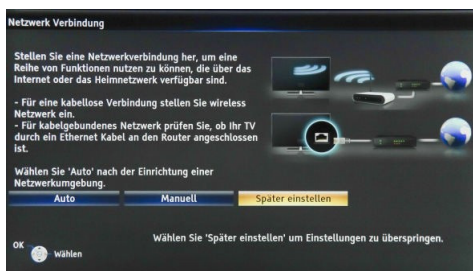 Netzwerk Verbindung
Stellen Sie eine Netzwerkverbindung her, um eine
Reihe von Funktionen nutzen zu können, die über das
Internet oder das Heimnetzwerk verfügbar sind.
- Für eine kabellose Verbindung stellen Sie wireless
Netzwerk ein.
- Für kabelgebundenes Netzwerk prüfen Sie, ob Ihr TV
durch ein Ethernet Kabel an den Router angeschlossen
ist.
Wählen Sie 'Auto' nach der Einrichtung einer
Netzwerkumgebung.
Auto Manuell Später einstellen
Wählen Sie 'Später einstellen' um Einstellungen zu überspringen.
OK
Wählen